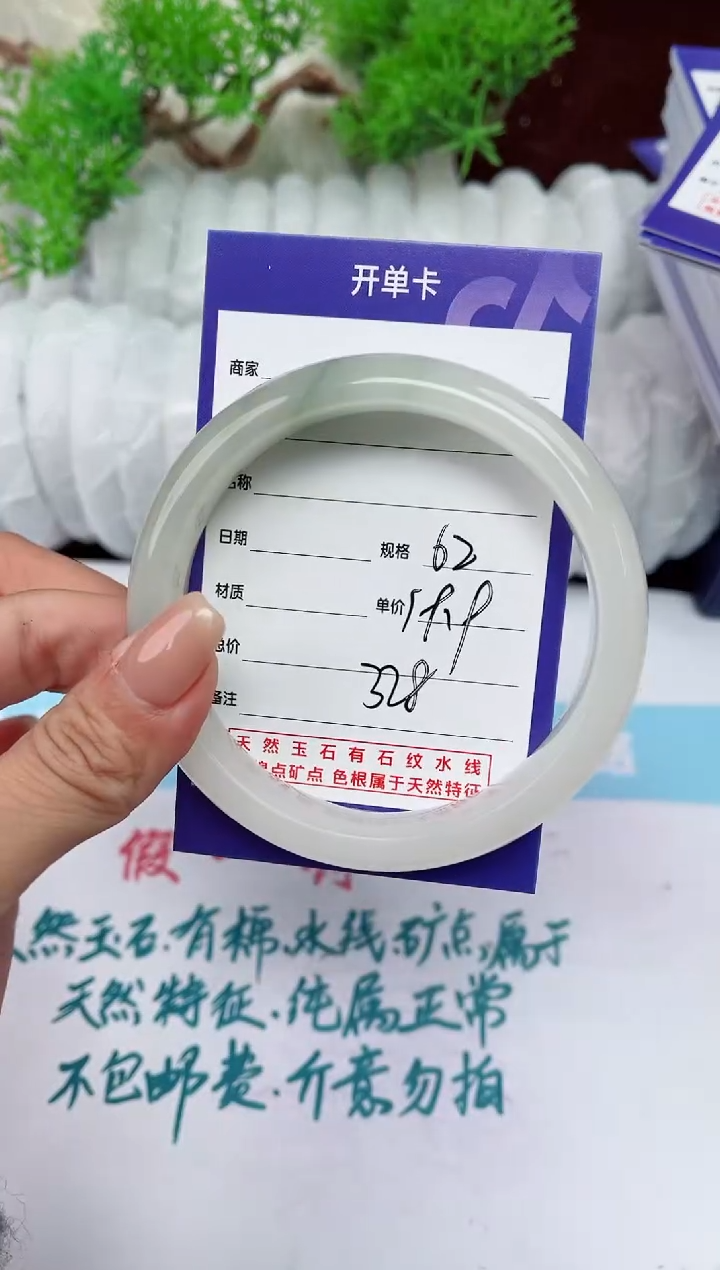 开单卡
商家
名称
日期 规格 62
材质 单价
总价
328
备注
天然玉石有石纹水线
点矿点 色根属于天然特征
假
然玉石.有棉.水线.矿点,属于
天然特征.纯属正常
不包邮费.介意勿拍